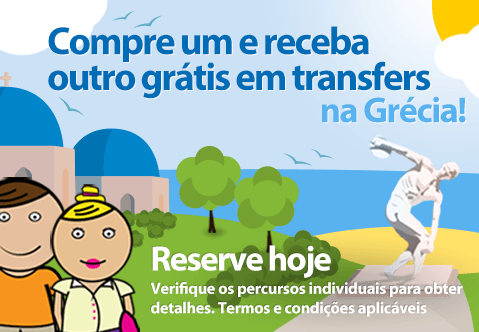 Compre um e receba
outro grátis em transfers
na Grécia!
Reserve hoje
Verifique os percursos individuais para obter
detalhes. Termos e condições aplicáveis